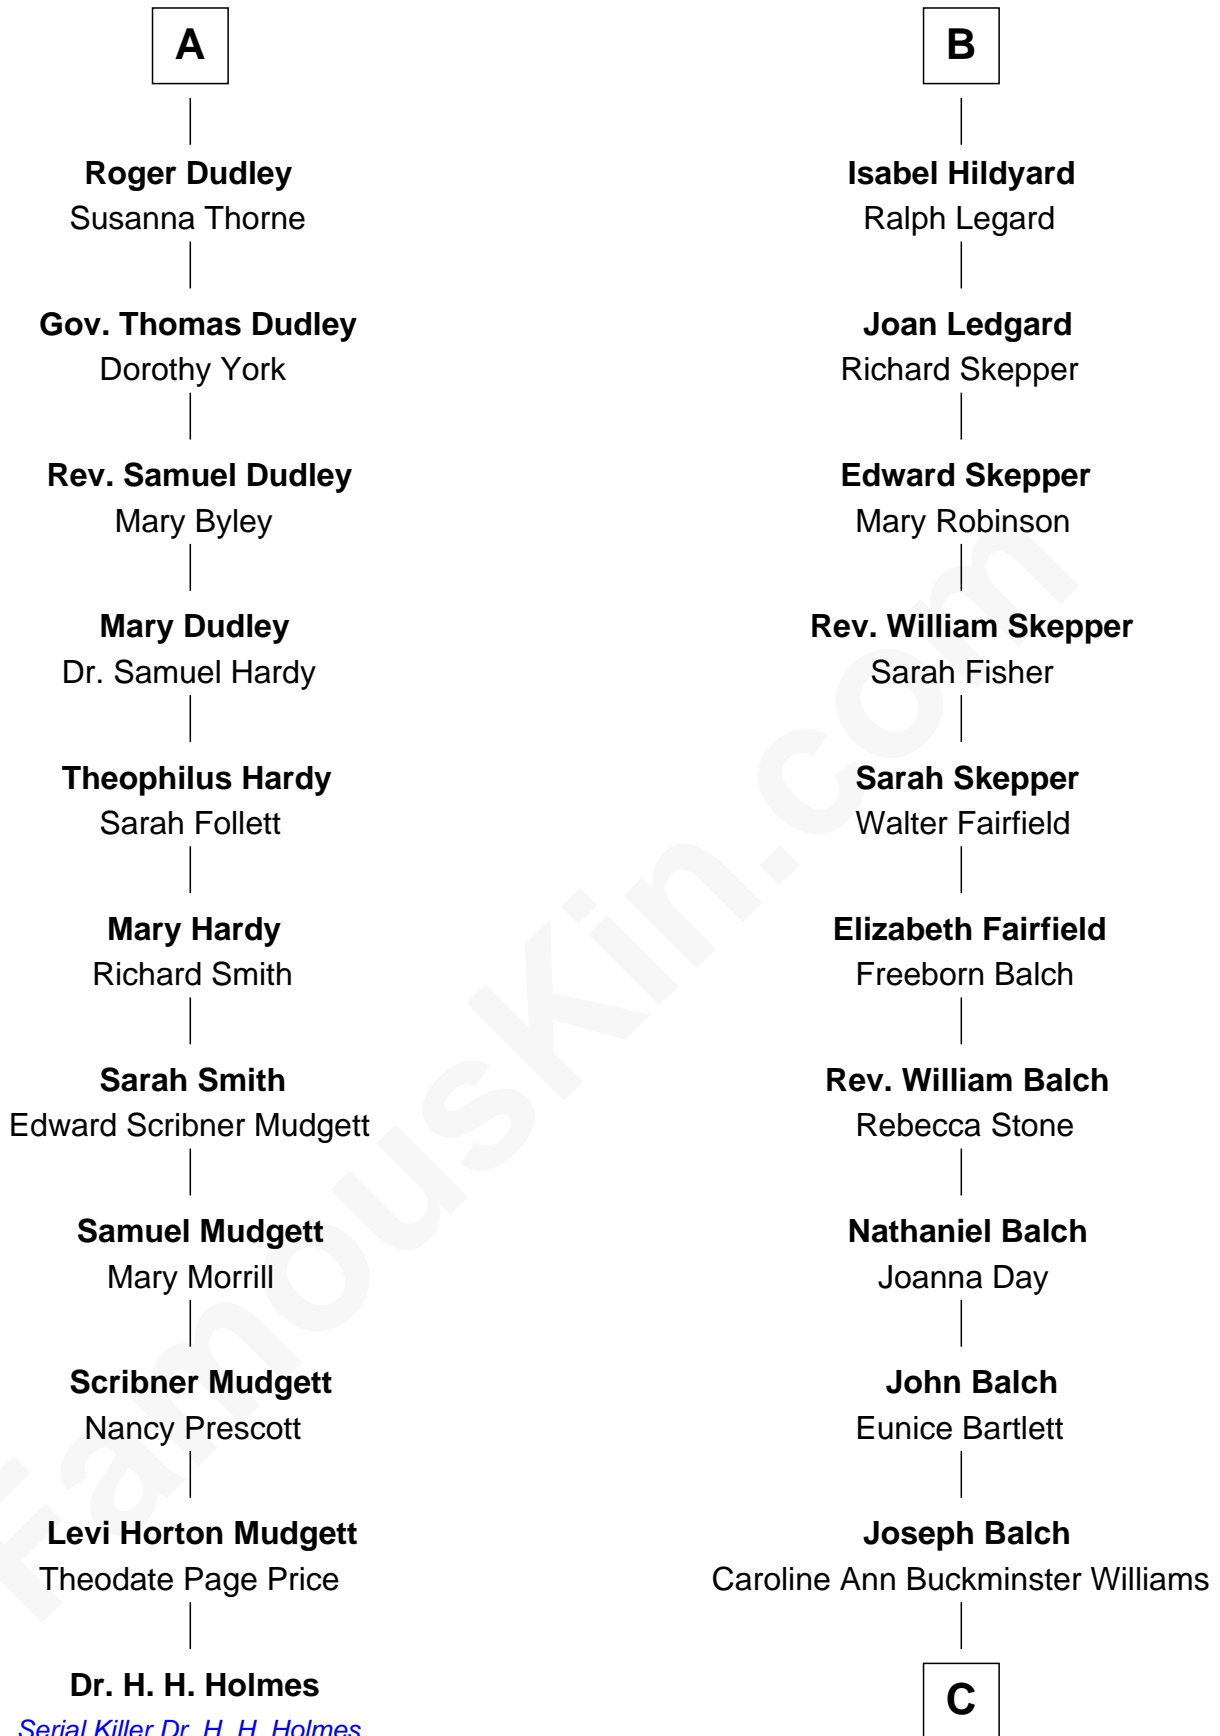 A
Roger Dudley
Susanna Thorne
Gov. Thomas Dudley
Dorothy York
Rev. Samuel Dudley
Mary Byley
Mary Dudley
Dr. Samuel Hardy
Theophilus Hardy
Sarah Follett
Mary Hardy
Richard Smith
Sarah Smith
Edward Scribner Mudgett
Samuel Mudgett
Mary Morrill
Scribner Mudgett
Nancy Prescott
Levi Horton Mudgett
Theodate Page Price
Dr. H. H. Holmes
Serial Killer Dr. H. H. Holmes
B
Isabel Hildyard
Ralph Legard
Joan Ledgard
Richard Skepper
Edward Skepper
Mary Robinson
Rev. William Skepper
Sarah Fisher
Sarah Skepper
Walter Fairfield
Elizabeth Fairfield
Freeborn Balch
Rev. William Balch
Rebecca Stone
Nathaniel Balch
Joanna Day
John Balch
Eunice Bartlett
Joseph Balch
Caroline Ann Buckminster Williams
C
FamousKin.com